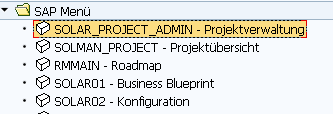 SAP Menü
SOLAR_PROJECT_ADMIN - Projektverwaltung
SOLMAN_PROJECT - Projektübersicht
RMMAIN - Roadmap
SOLAR01 - Business Blueprint
SOLAR02 - Konfiguration